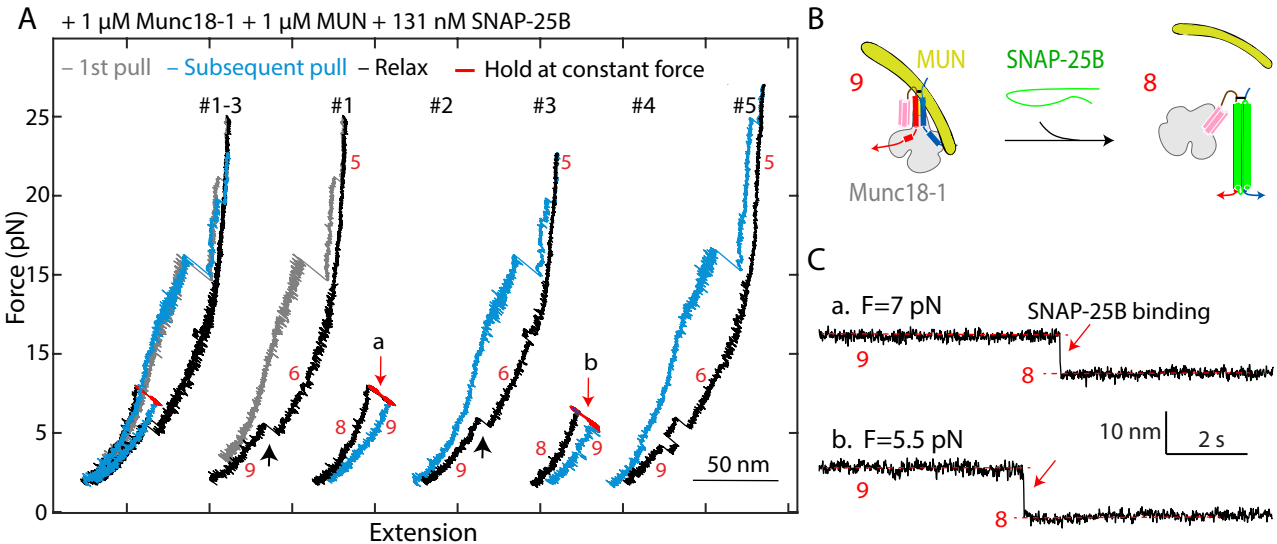 A
+ 1 µM Munc18-1 + 1 µM MUN + 131 nM SNAP-25B
– 1st pull – Subsequent pull – Relax – Hold at constant force
#1-3 #1 #2 #3 #4 #5
Force (pN)
25
20
15
15
5
0
5
6
9
a
8
9
5
6
9
b
8
9
5
6
9
50 nm
Extension
B
9
MUN
Munc18-1
SNAP-25B
8
C
a. F=7 pN
SNAP-25B binding
9
8
b. F=5.5 pN
10 nm
2 s
9
8